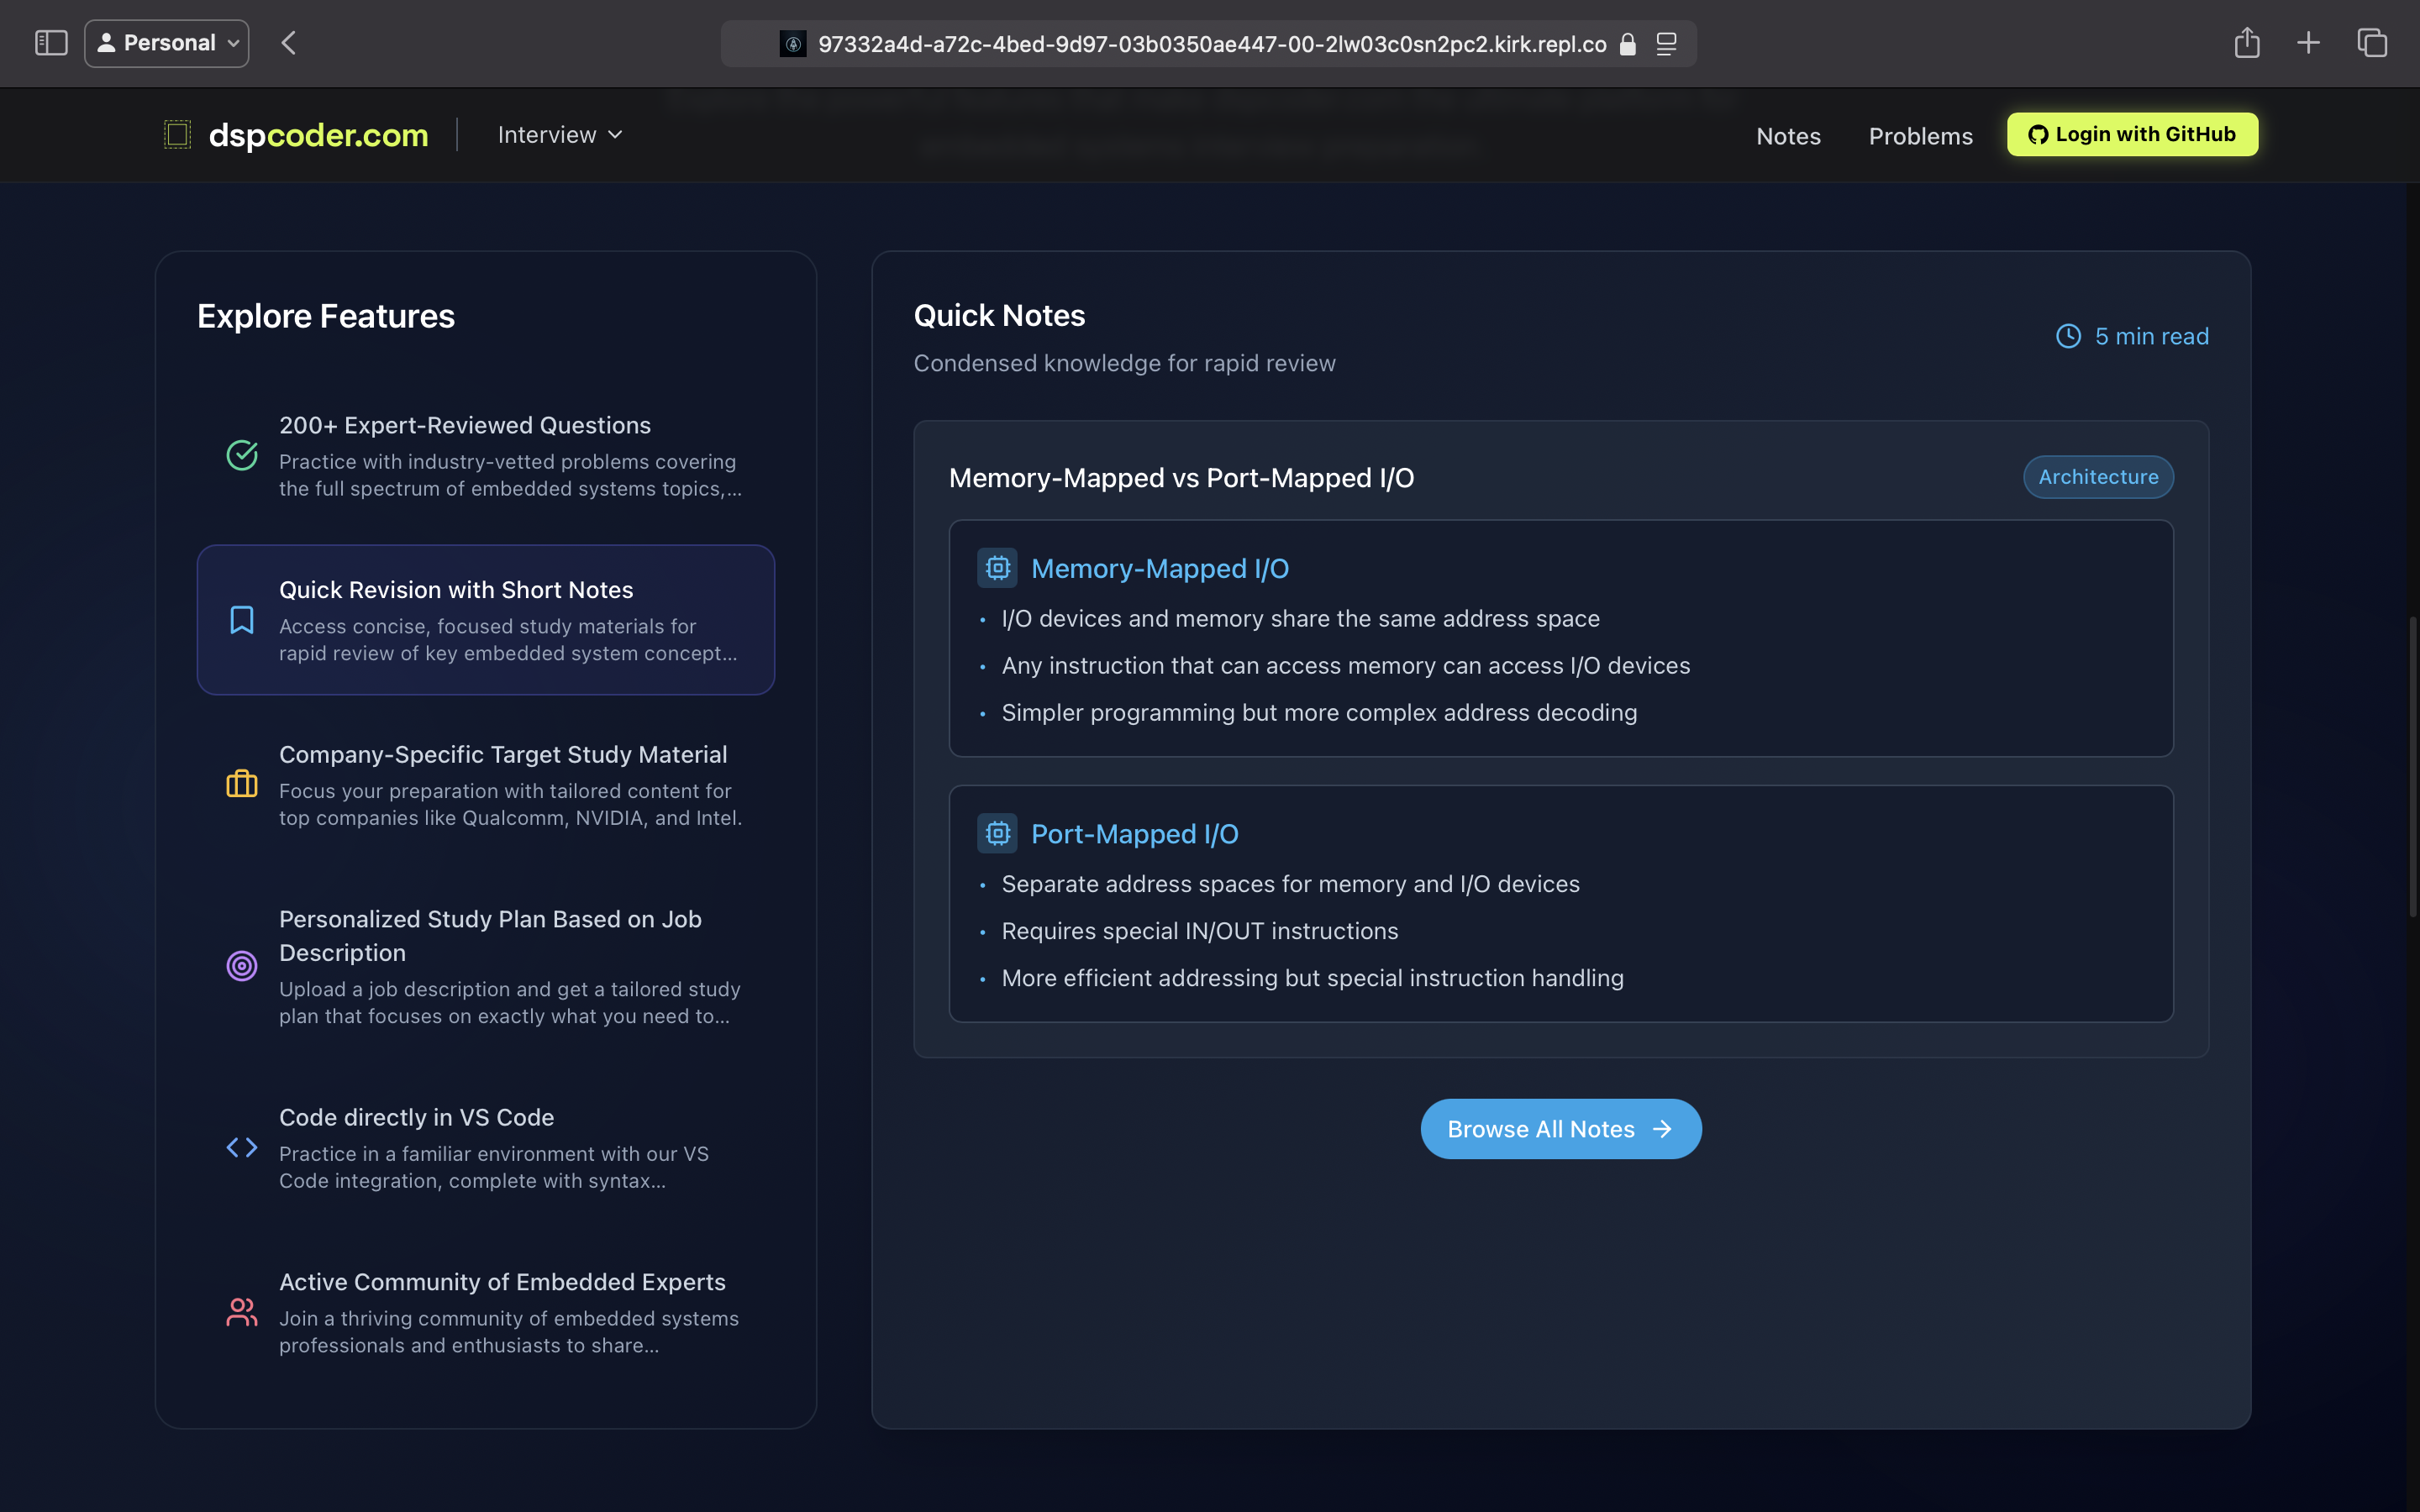 Personal
97332a4d-a72c-4bed-9d97-03b0350ae447-00-2lw03c0sn2pc2.kirk.repl.co
dspcoder.com
Interview
Notes
Problems
Login with GitHub
Explore Features
200+ Expert-Reviewed Questions
Practice with industry-vetted problems covering
the full spectrum of embedded systems topics,...
Quick Revision with Short Notes
Access concise, focused study materials for
rapid review of key embedded system concept...
Company-Specific Target Study Material
Focus your preparation with tailored content for
top companies like Qualcomm, NVIDIA, and Intel.
Personalized Study Plan Based on Job
Description
Upload a job description and get a tailored study
plan that focuses on exactly what you need to...
Code directly in VS Code
Practice in a familiar environment with our VS
Code integration, complete with syntax...
Active Community of Embedded Experts
Join a thriving community of embedded systems
professionals and enthusiasts to share...
Quick Notes
Condensed knowledge for rapid review
5 min read
Memory-Mapped vs Port-Mapped I/O
Architecture
Memory-Mapped I/O
• I/O devices and memory share the same address space
• Any instruction that can access memory can access I/O devices
• Simpler programming but more complex address decoding
Port-Mapped I/O
• Separate address spaces for memory and I/O devices
• Requires special IN/OUT instructions
• More efficient addressing but special instruction handling
Browse All Notes →